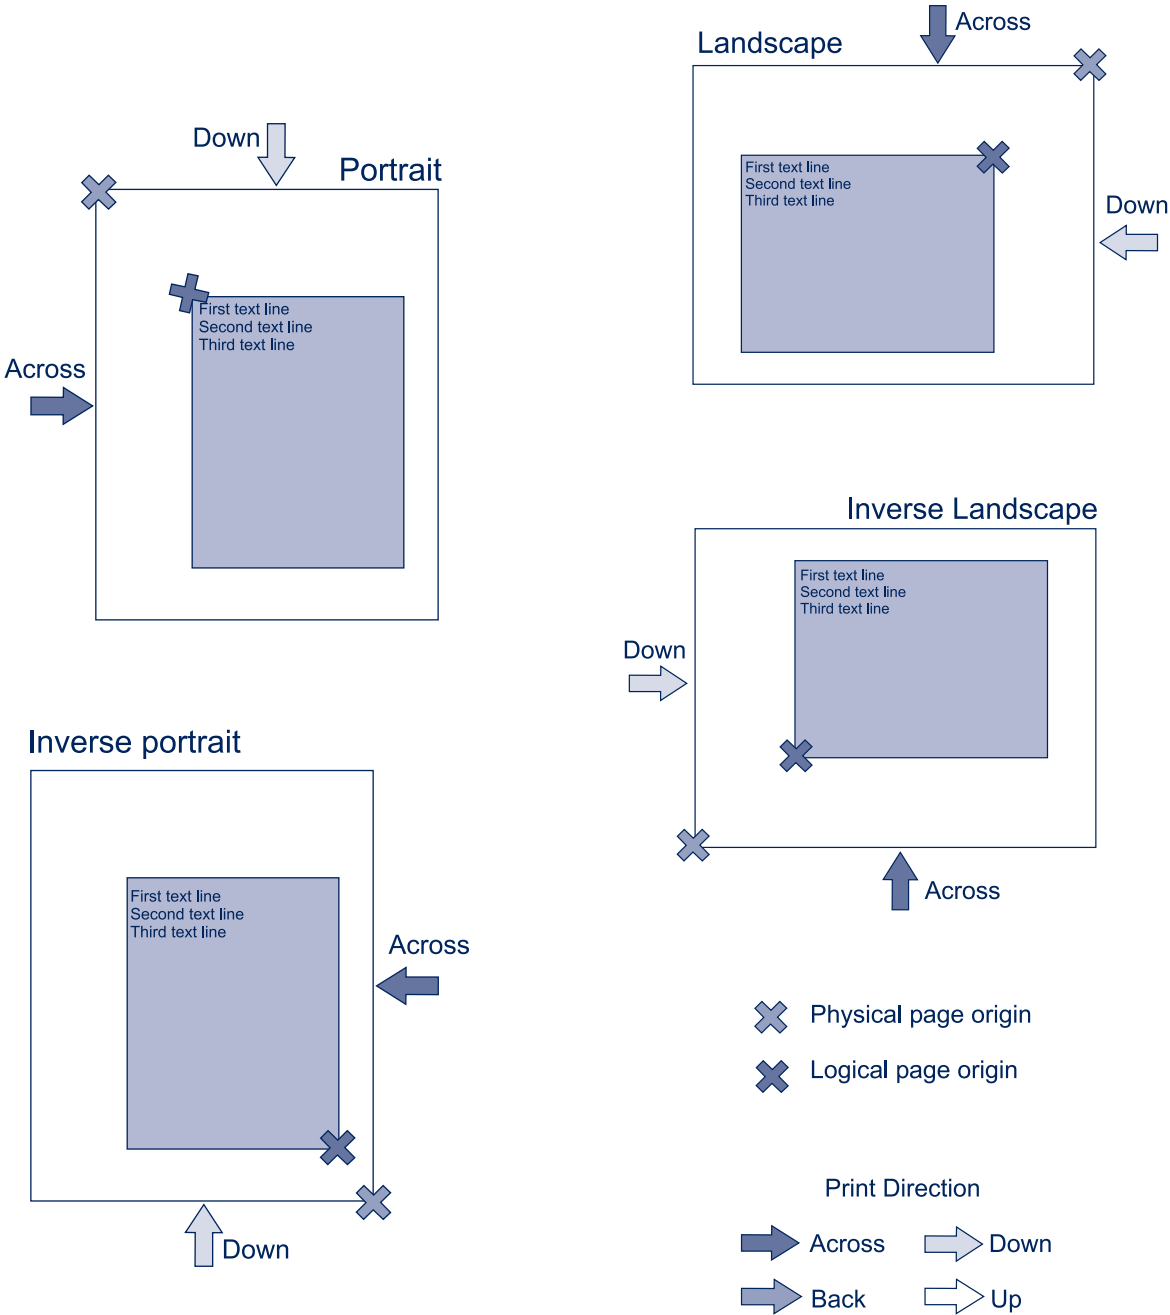 Across
Landscape
Down
Portrait
First text line
Second text line
Third text line
Down
First text line
Second text line
Third text line
Across
Inverse Landscape
First text line
Second text line
Third text line
Down
Inverse portrait
Across
First text line
Second text line
Third text line
Across
Physical page origin
Logical page origin
Print Direction
Down
Across
Down
Back
Up